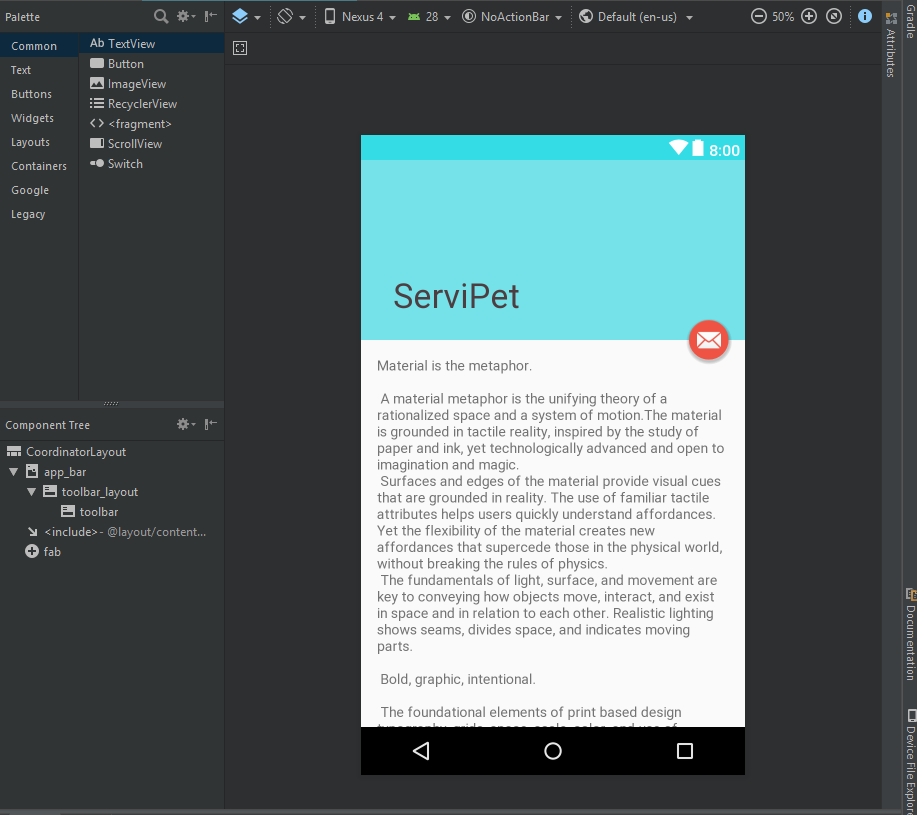 Palette
Nexus 4
28
NoActionBar
Default (en-us)
50%
Common
Text
Buttons
Widgets
Layouts
Containers
Google
Legacy
Ab TextView
Button
ImageView
RecyclerView
<fragment>
ScrollView
Switch
Component Tree
CoordinatorLayout
app_bar
toolbar_layout
toolbar
<include> - @layout/content...
fab
8:00
ServiPet
Material is the metaphor.
A material metaphor is the unifying theory of a
rationalized space and a system of motion.The material
is grounded in tactile reality, inspired by the study of
paper and ink, yet technologically advanced and open to
imagination and magic.
Surfaces and edges of the material provide visual cues
that are grounded in reality. The use of familiar tactile
attributes helps users quickly understand affordances.
Yet the flexibility of the material creates new
affordances that supercede those in the physical world,
without breaking the rules of physics.
The fundamentals of light, surface, and movement are
key to conveying how objects move, interact, and exist
in space and in relation to each other. Realistic lighting
shows seams, divides space, and indicates moving
parts.
Bold, graphic, intentional.
The foundational elements of print based design
Attributes
Gradle
Documentation
Device File Explor